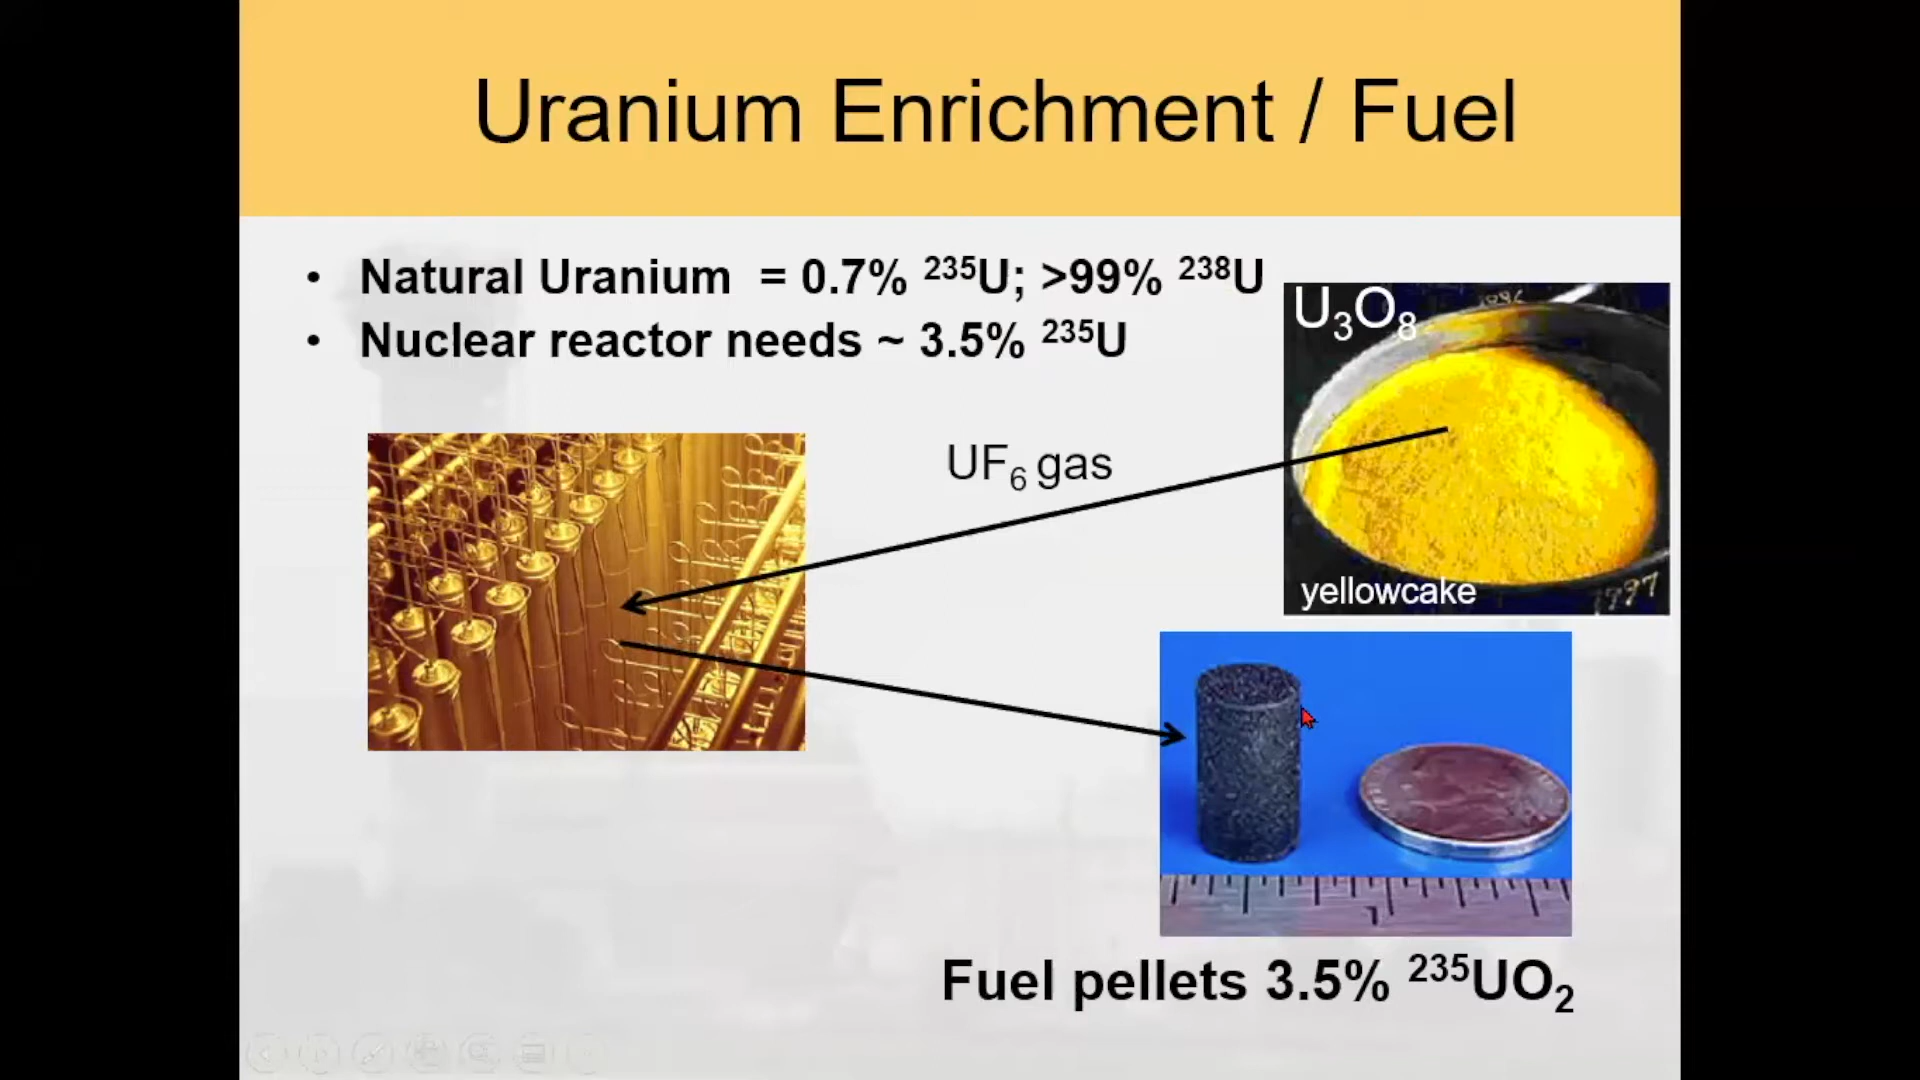 Uranium Enrichment / Fuel
• Natural Uranium = 0.7% ²³⁵U; >99% ²³⁸U
• Nuclear reactor needs ~ 3.5% ²³⁵U
U₃O₈
UF₆ gas
yellowcake
1997
Fuel pellets 3.5% ²³⁵UO₂